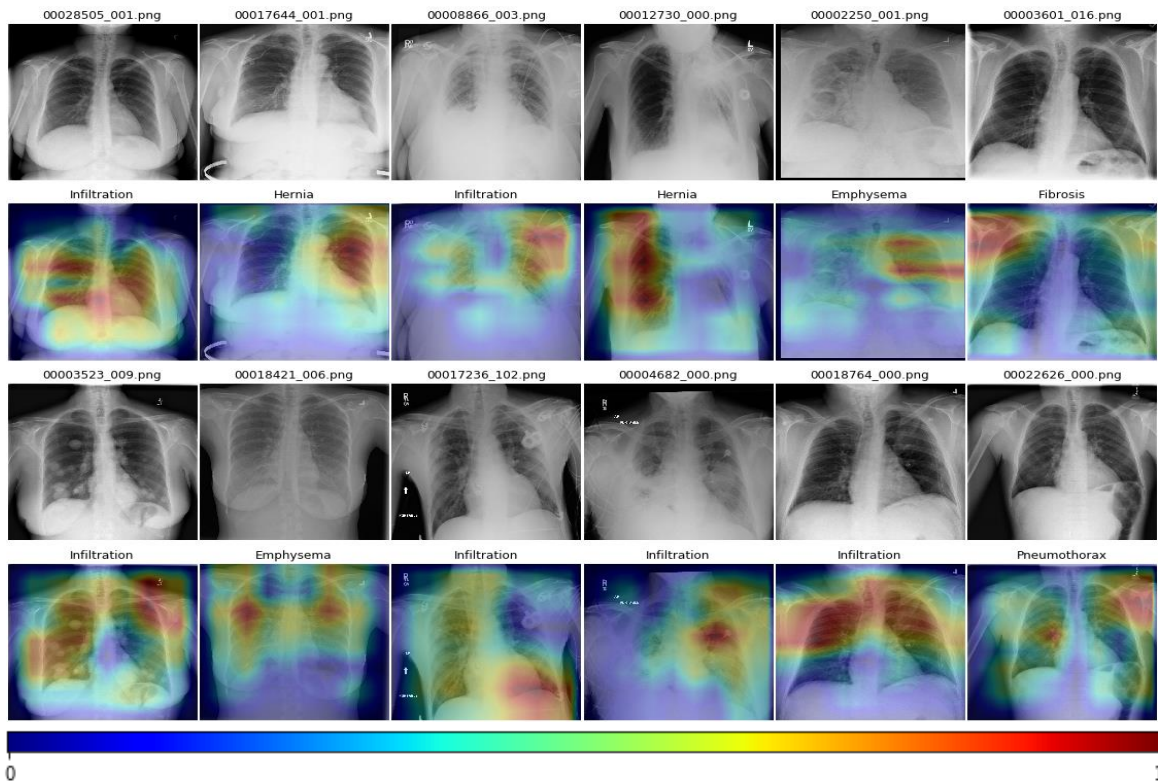 00028505_001.png 00017644_001.png 00008866_003.png 00012730_000.png 00002250_001.png 00003601_016.png
Infiltration Hernia Infiltration Hernia Emphysema Fibrosis
00003523_009.png 00018421_006.png 00017236_102.png 00004682_000.png 00018764_000.png 00022626_000.png
Infiltration Emphysema Infiltration Infiltration Infiltration Pneumothorax
0